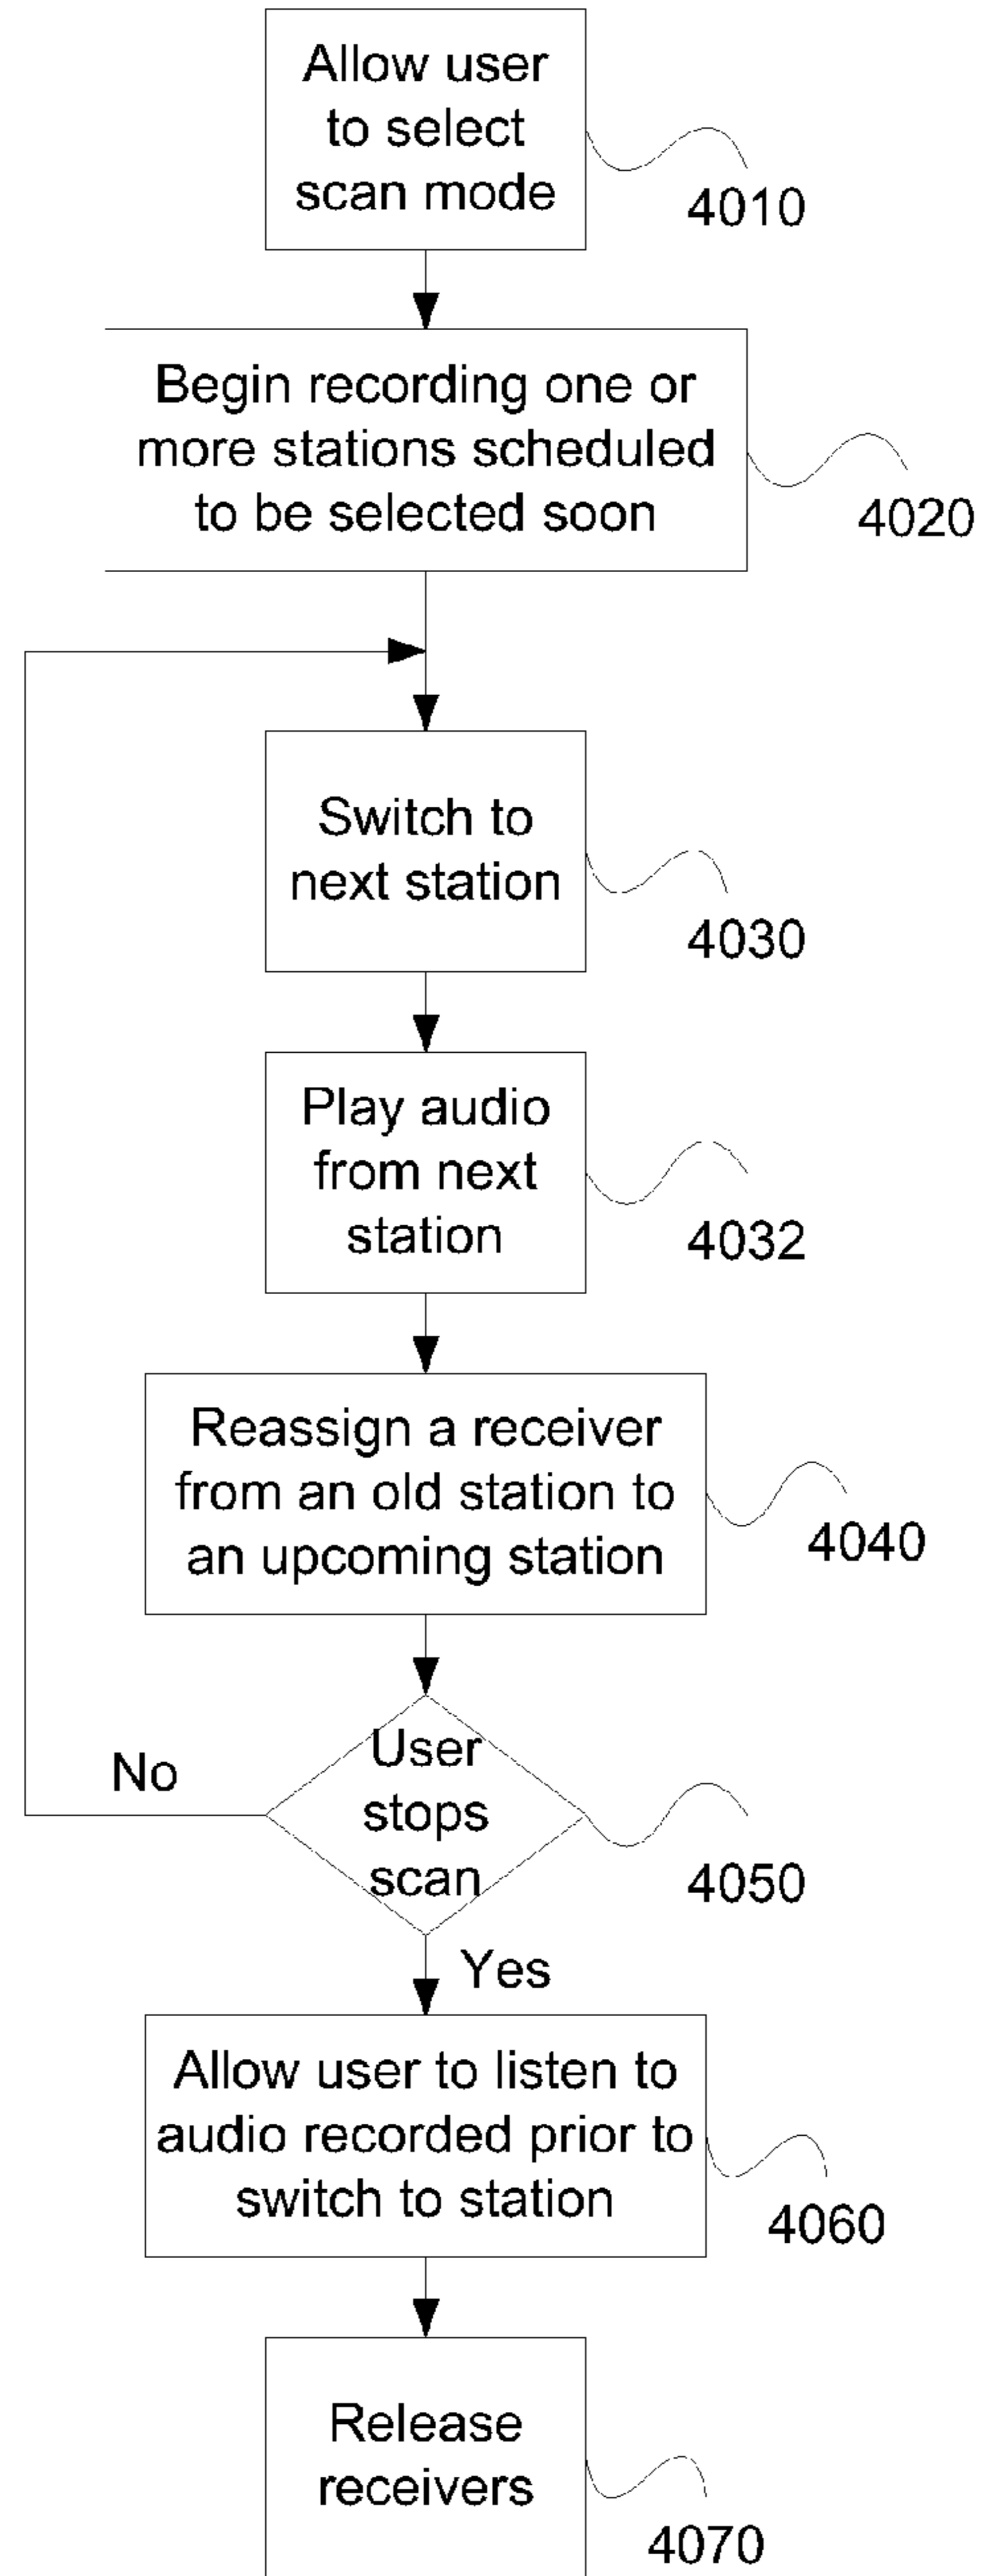 Allow user
to select
scan mode
4010
Begin recording one or
more stations scheduled
to be selected soon
4020
Switch to
next station
4030
Play audio
from next
station
4032
Reassign a receiver
from an old station to
an upcoming station
4040
User
stops
scan
No
4050
Yes
Allow user to listen to
audio recorded prior to
switch to station
4060
Release
receivers
4070